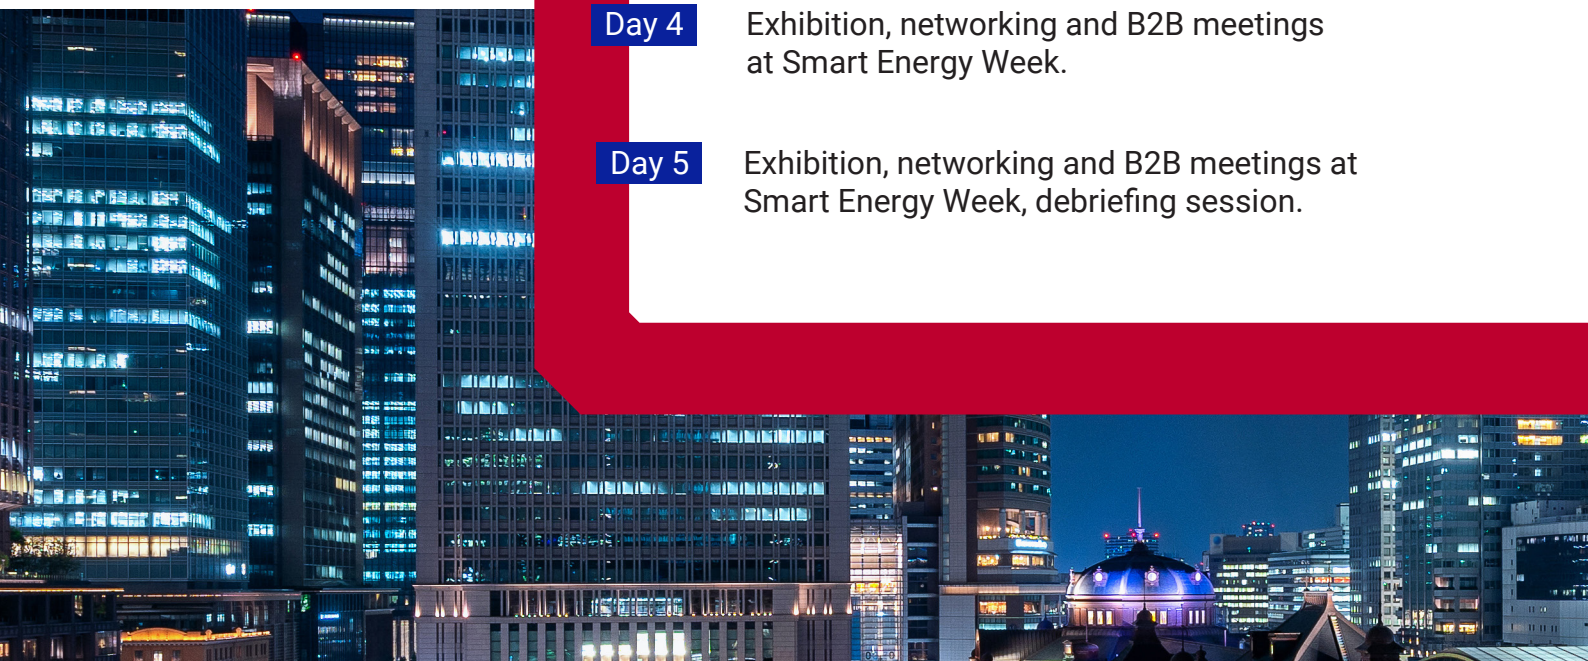 Day 4
Exhibition, networking and B2B meetings
at Smart Energy Week.
Day 5
Exhibition, networking and B2B meetings at
Smart Energy Week, debriefing session.